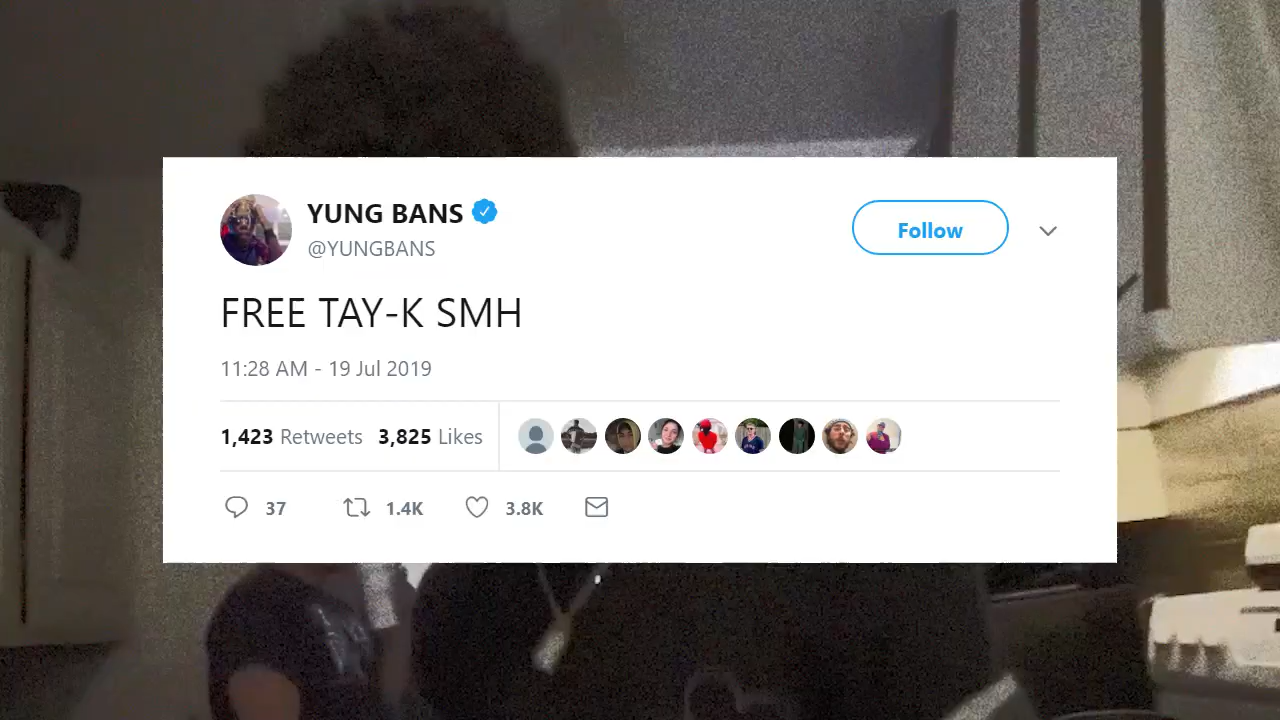 YUNG BANS
@YUNGBANS
Follow
FREE TAY-K SMH
11:28 AM - 19 Jul 2019
1,423 Retweets 3,825 Likes
37 1.4K 3.8K